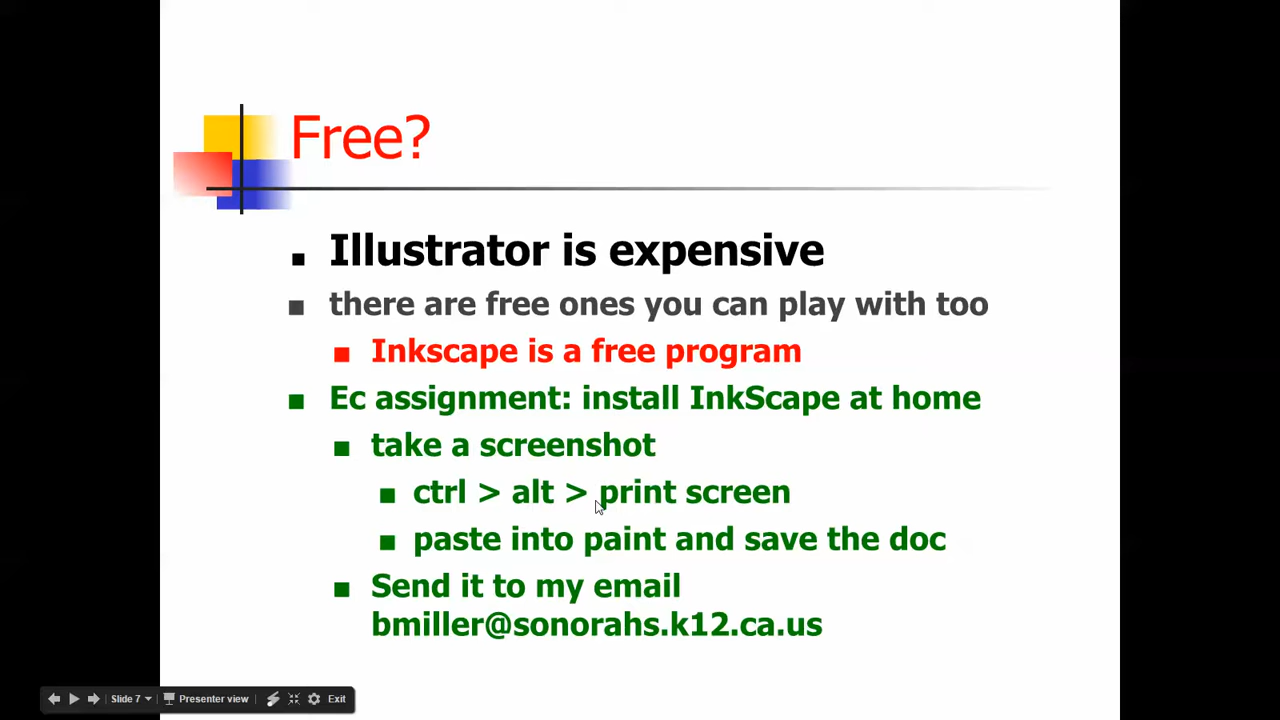 Free?
Illustrator is expensive
there are free ones you can play with too
Inkscape is a free program
Ec assignment: install InkScape at home
take a screenshot
ctrl > alt > print screen
paste into paint and save the doc
Send it to my email
bmiller@sonorahs.k12.ca.us
Slide 7 Presenter view Exit